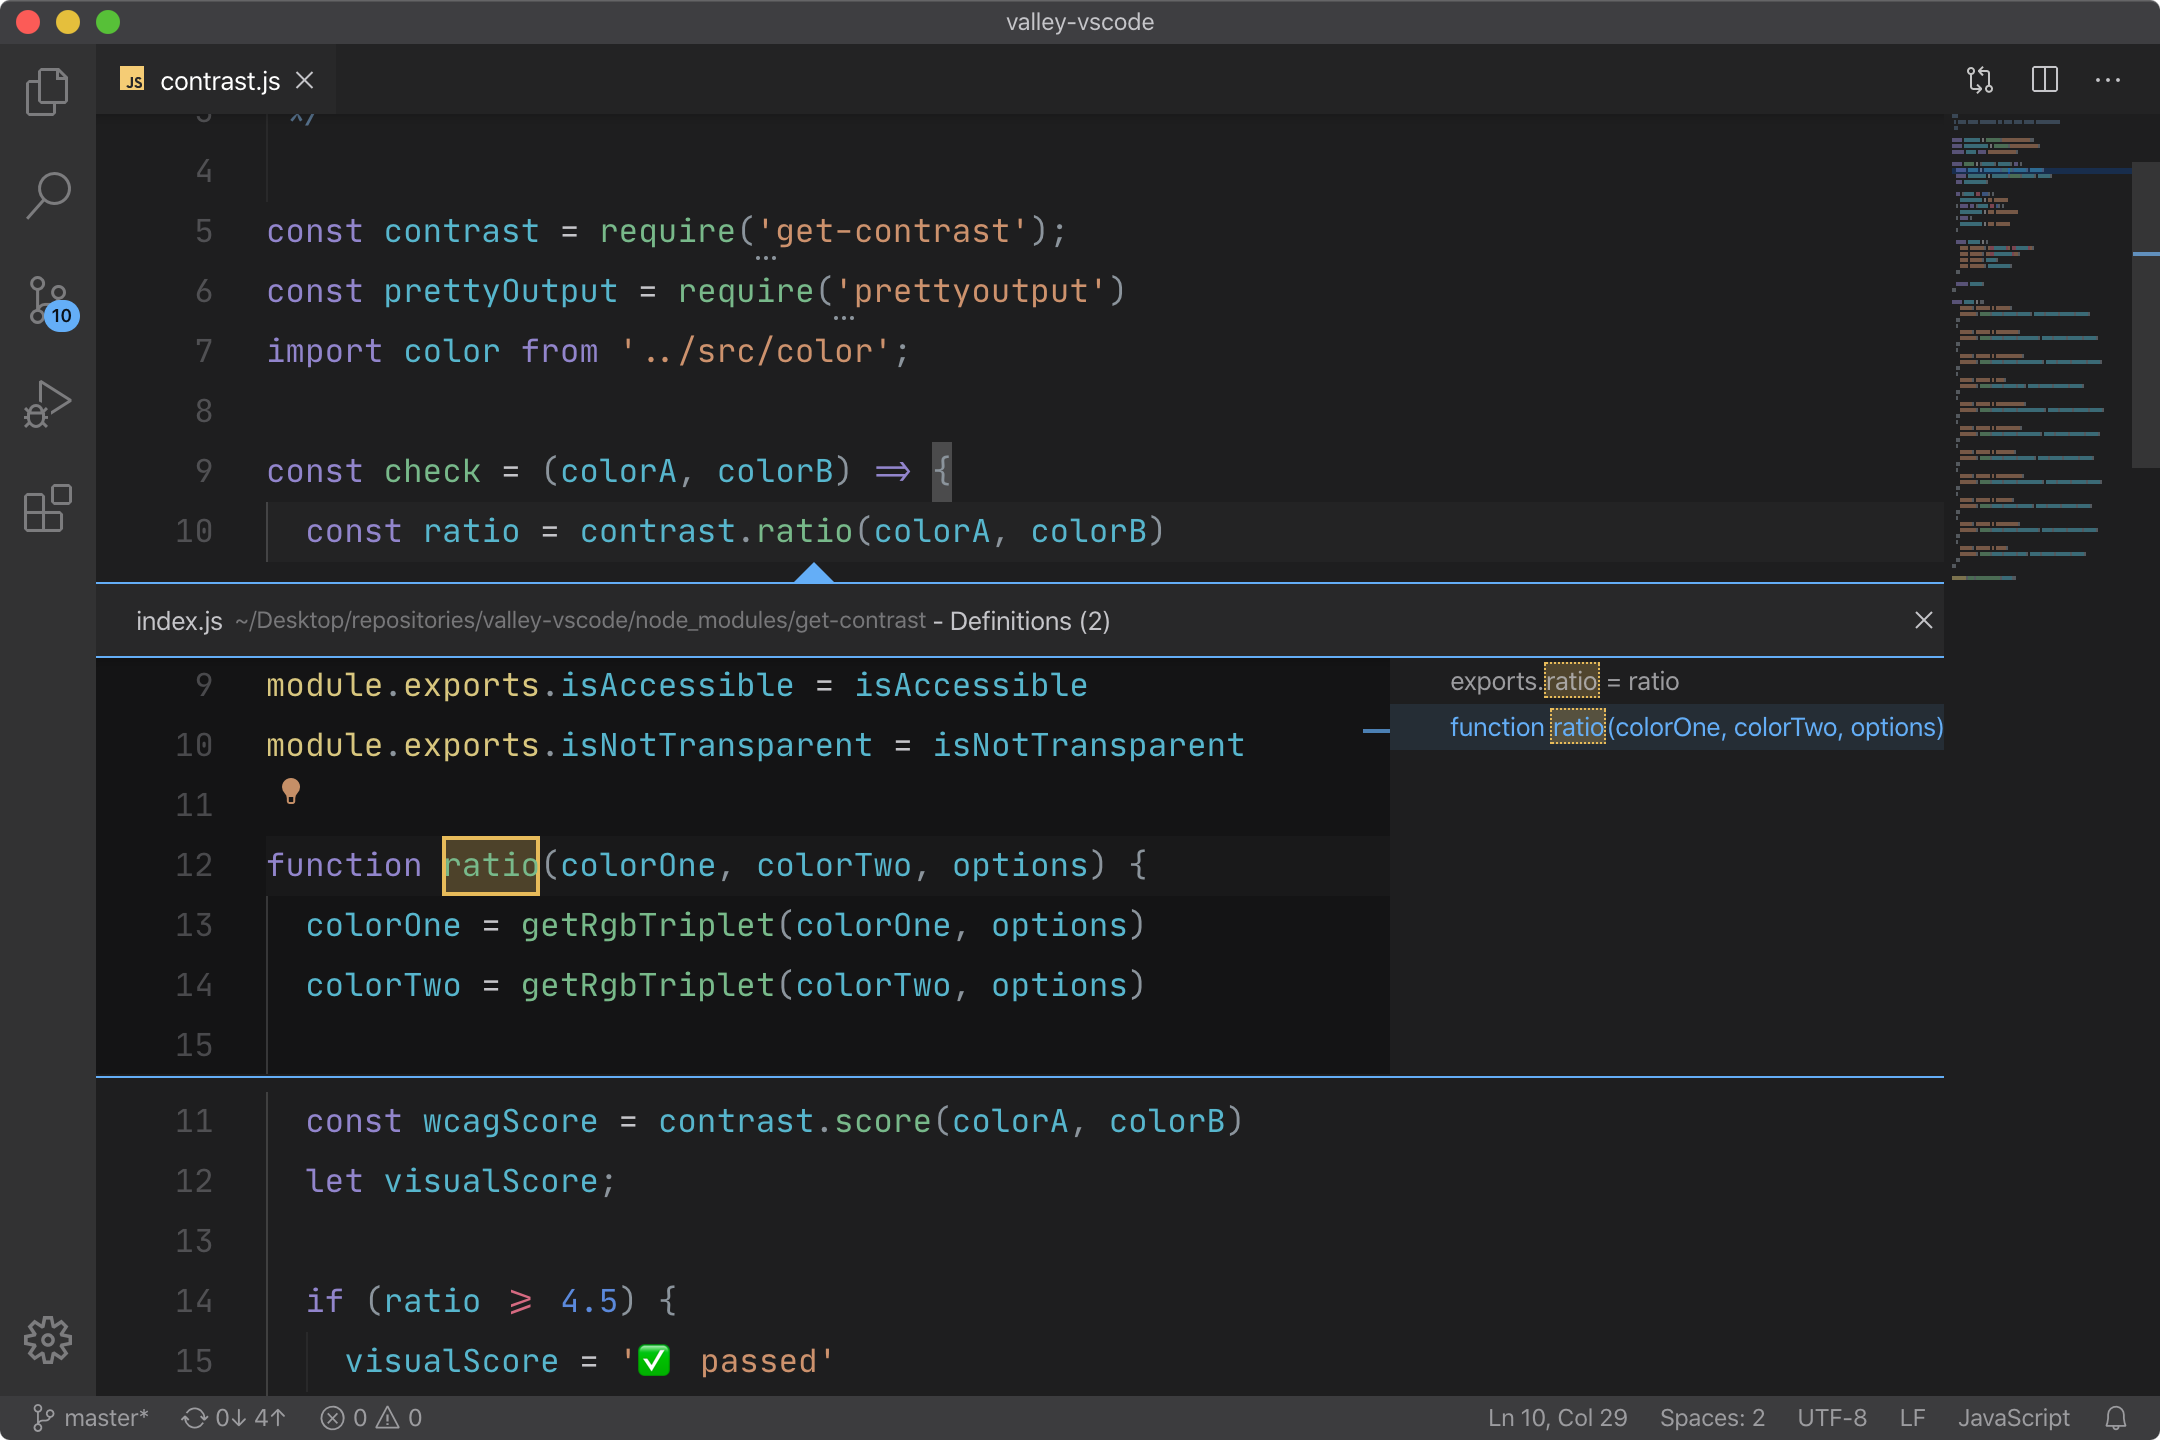 valley-vscode
JS contrast.js
3 */
4
5 const contrast = require('get-contrast');
6 const prettyOutput = require('prettyoutput')
7 import color from '../src/color';
8
9 const check = (colorA, colorB) => {
10 const ratio = contrast.ratio(colorA, colorB)
10
index.js ~/Desktop/repositories/valley-vscode/node_modules/get-contrast - Definitions (2)
9 module.exports.isAccessible = isAccessible
10 module.exports.isNotTransparent = isNotTransparent
11
12 function ratio(colorOne, colorTwo, options) {
13 colorOne = getRgbTriplet(colorOne, options)
14 colorTwo = getRgbTriplet(colorTwo, options)
15
exports.ratio = ratio
function ratio(colorOne, colorTwo, options)
11 const wcagScore = contrast.score(colorA, colorB)
12 let visualScore;
13
14 if (ratio >= 4.5) {
15 visualScore = '✅ passed'
master* 0↓ 4↑ 0 0
Ln 10, Col 29 Spaces: 2 UTF-8 LF JavaScript